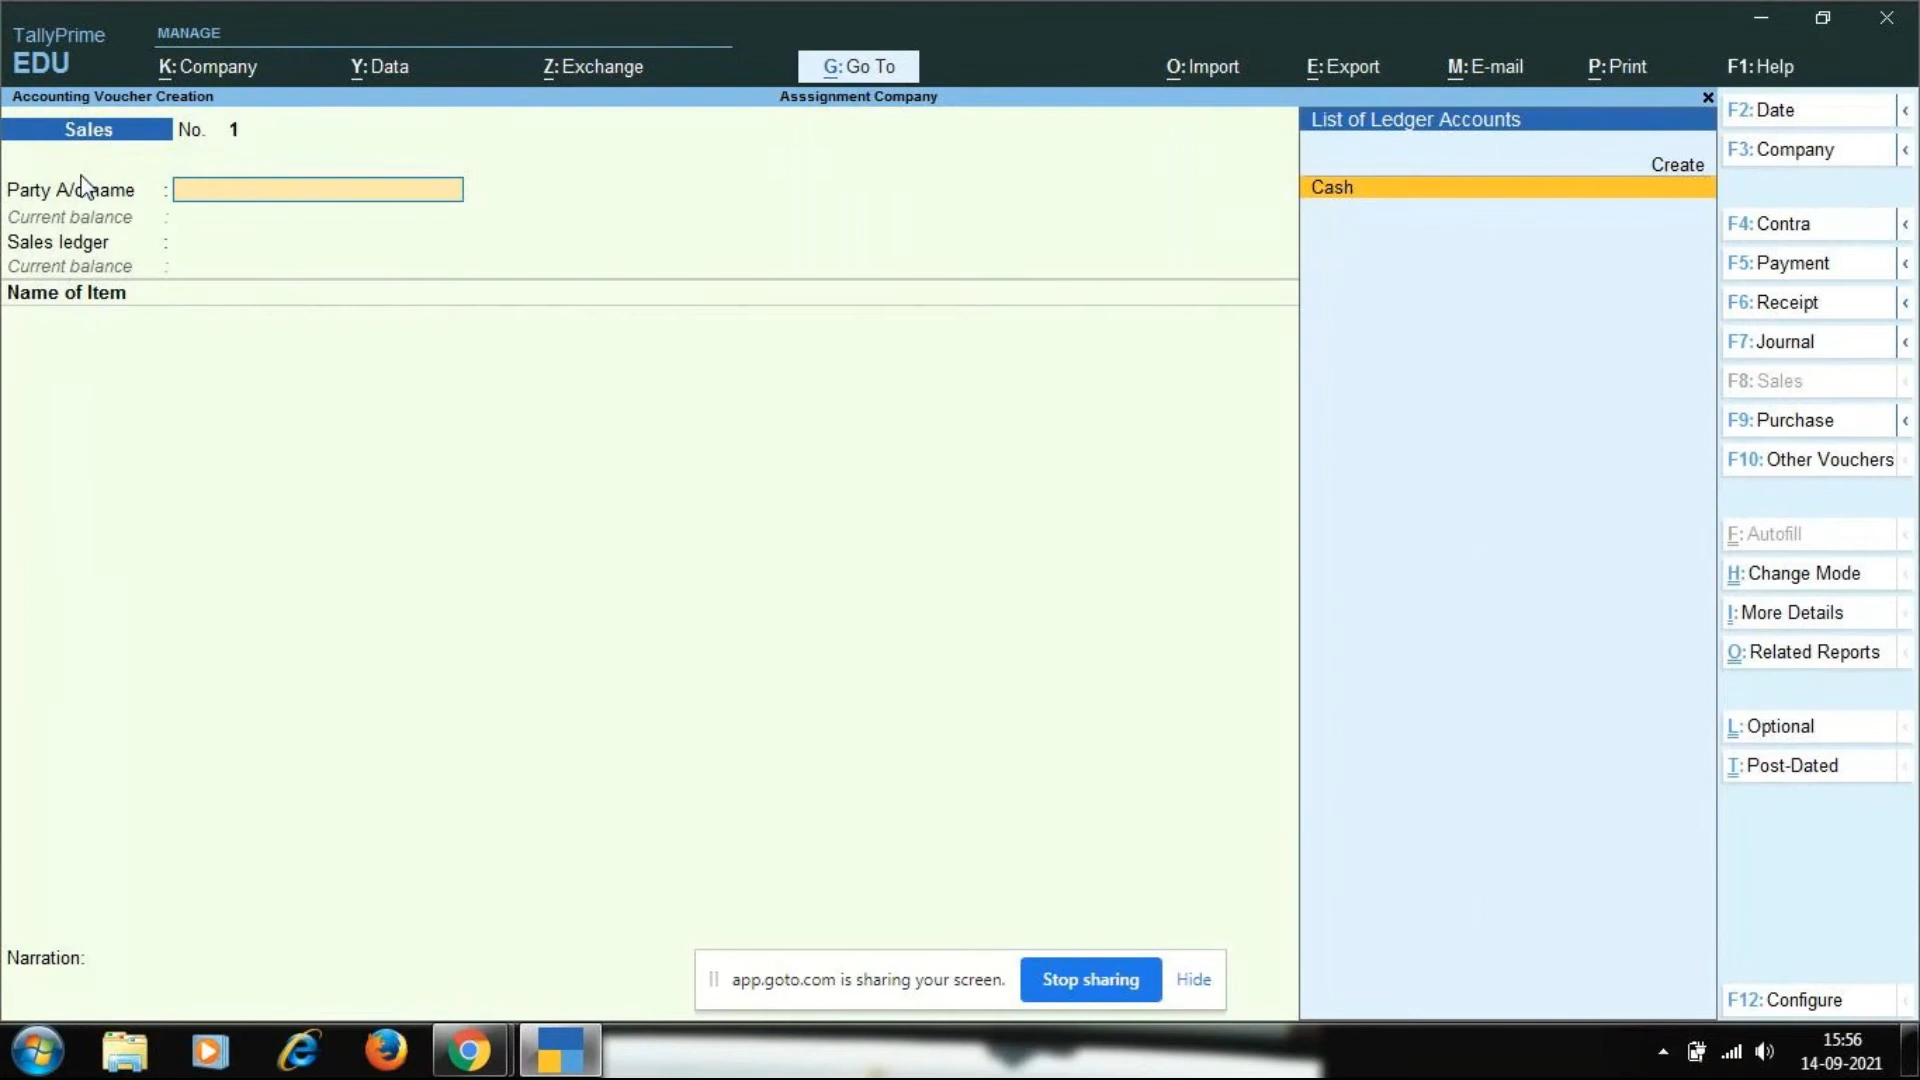 TallyPrime
EDU
MANAGE
K: Company
Y: Data
Z: Exchange
G: Go To
O: Import
E: Export
M: E-mail
P: Print
F1: Help
Accounting Voucher Creation
Asssignment Company
Sales No. 1
Party A/c name :
Current balance :
Sales ledger :
Current balance :
Name of Item
Narration:
List of Ledger Accounts
Create
Cash
F2: Date
F3: Company
F4: Contra
F5: Payment
F6: Receipt
F7: Journal
F8: Sales
F9: Purchase
F10: Other Vouchers
F: Autofill
H: Change Mode
I: More Details
O: Related Reports
L: Optional
T: Post-Dated
F12: Configure
app.goto.com is sharing your screen. Stop sharing Hide
15:56
14-09-2021